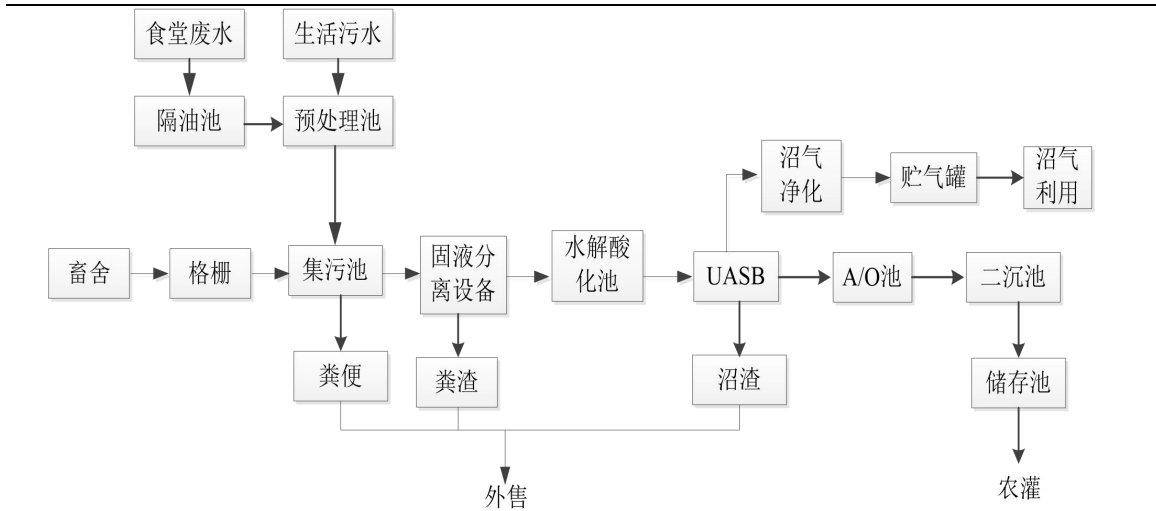 食堂废水
生活污水
隔油池
预处理池
沼气
净化
贮气罐
沼气
利用
畜舍
格栅
集污池
固液分
离设备
水解酸
化池
UASB
A/O池
二沉池
粪便
粪渣
沼渣
储存池
外售
农灌